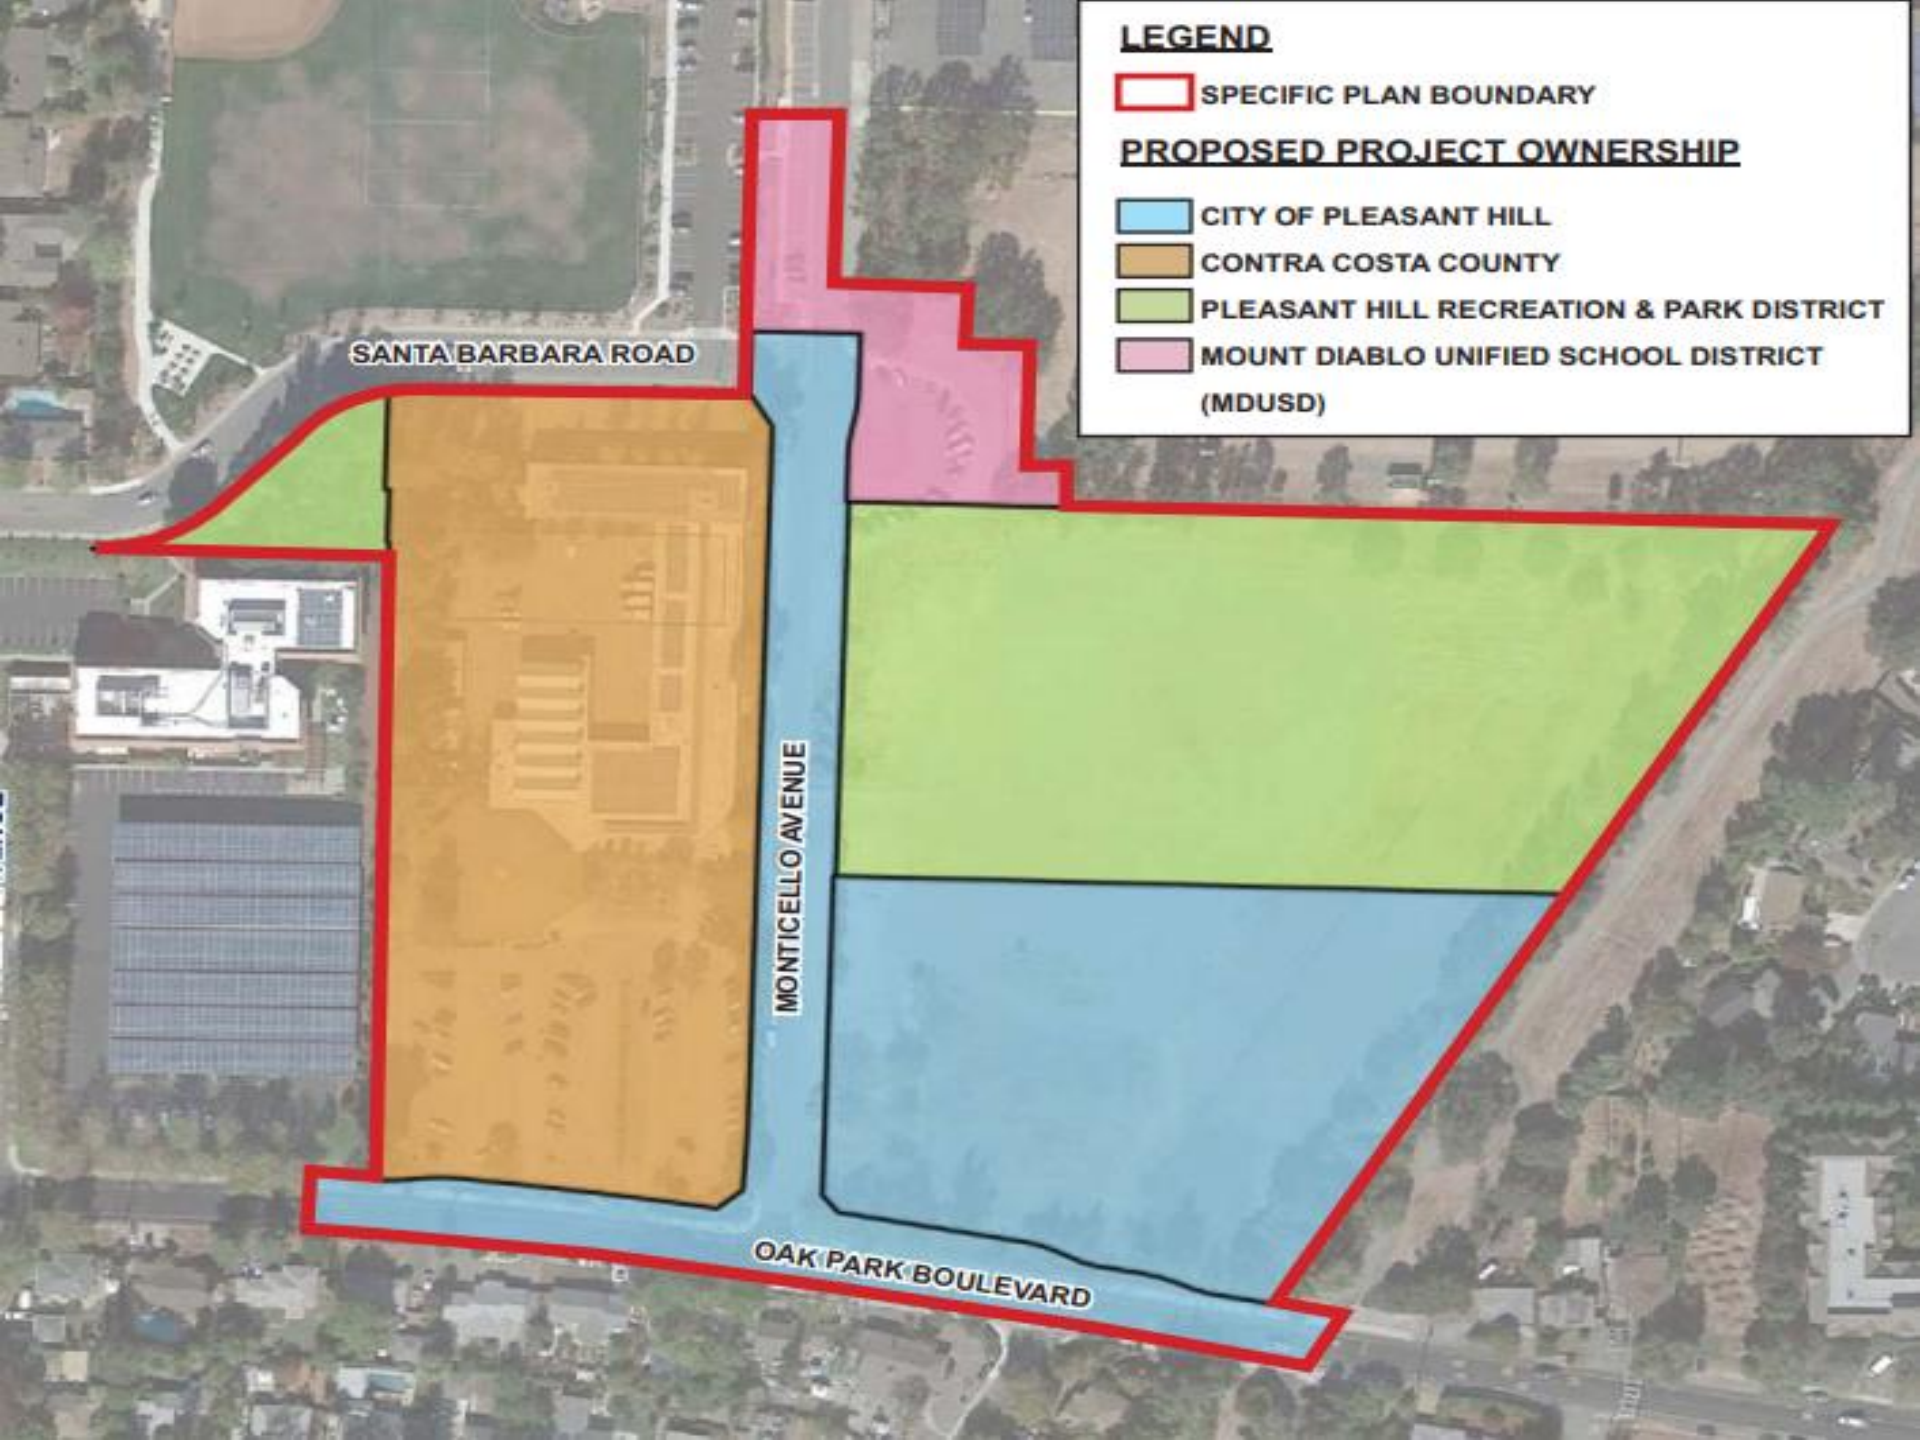 LEGEND
SPECIFIC PLAN BOUNDARY
PROPOSED PROJECT OWNERSHIP
CITY OF PLEASANT HILL
CONTRA COSTA COUNTY
PLEASANT HILL RECREATION & PARK DISTRICT
MOUNT DIABLO UNIFIED SCHOOL DISTRICT
(MDUSD)
SANTA BARBARA ROAD
MONTICELLO AVENUE
OAK PARK BOULEVARD